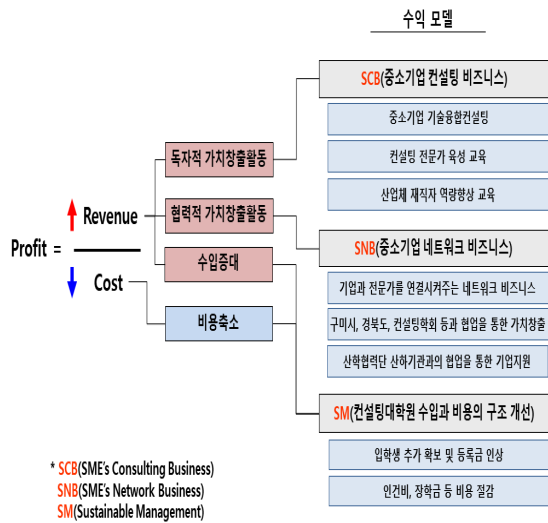 수익 모델
SCB(중소기업 컨설팅 비즈니스)
중소기업 기술융합컨설팅
컨설팅 전문가 육성 교육
산업체 재직자 역량향상 교육
독자적 가치창출활동
협력적 가치창출활동
수입증대
비용축소
Profit =
Revenue
Cost
SNB(중소기업 네트워크 비즈니스)
기업과 전문가를 연결시켜주는 네트워크 비즈니스
구미시, 경북도, 컨설팅학회 등과 협업을 통한 가치창출
산학협력단 산하기관과의 협업을 통한 기업지원
SM(컨설팅대학원 수입과 비용의 구조 개선)
입학생 추가 확보 및 등록금 인상
인건비, 장학금 등 비용 절감
* SCB(SME's Consulting Business)
SNB(SME's Network Business)
SM(Sustainable Management)